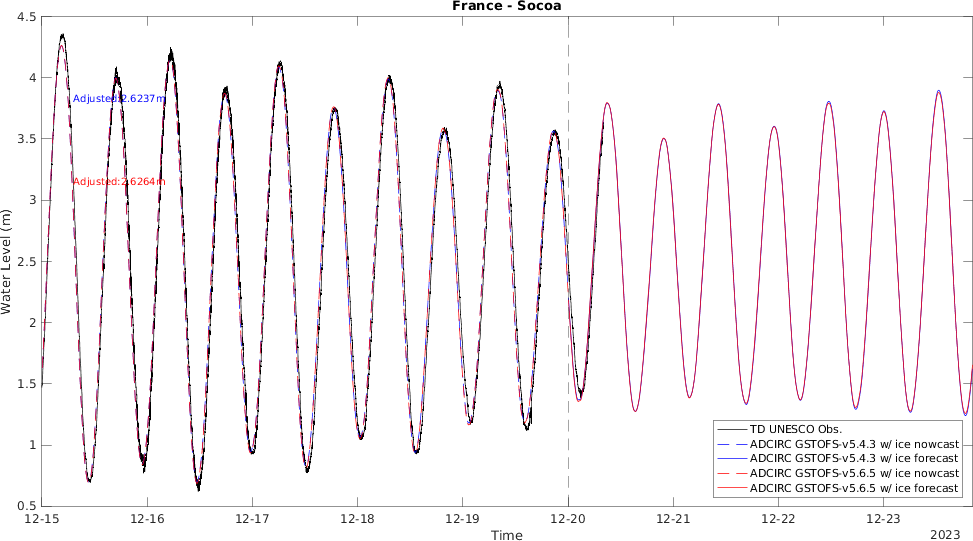 France - Socoa
4.5
4
3.5
3
2.5
2
1.5
1
0.5
Water Level (m)
Adjusted:2.6237m
Adjusted:2.6264m
TD UNESCO Obs.
ADCIRC GSTOFS-v5.4.3 w/ ice nowcast
ADCIRC GSTOFS-v5.4.3 w/ ice forecast
ADCIRC GSTOFS-v5.6.5 w/ ice nowcast
ADCIRC GSTOFS-v5.6.5 w/ ice forecast
12-15 12-16 12-17 12-18 12-19 12-20 12-21 12-22 12-23
Time
2023